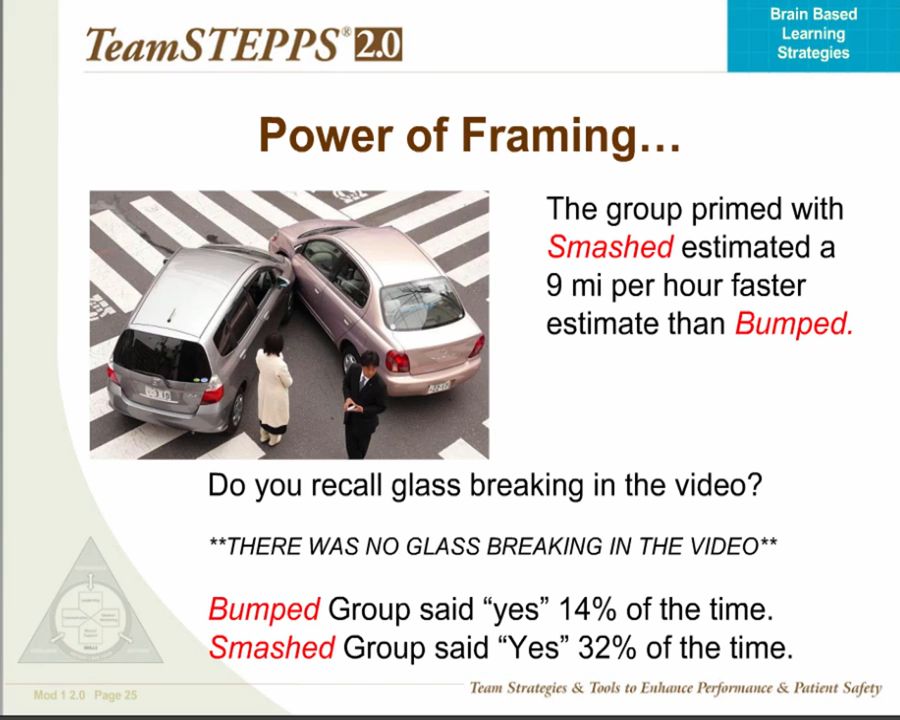 TeamSTEPPS® 2.0
Brain Based
Learning
Strategies
Power of Framing…
The group primed with
Smashed estimated a
9 mi per hour faster
estimate than Bumped.
Do you recall glass breaking in the video?
**THERE WAS NO GLASS BREAKING IN THE VIDEO**
Bumped Group said “yes” 14% of the time.
Smashed Group said “Yes” 32% of the time.
Mod 1 2.0 Page 25
Team Strategies & Tools to Enhance Performance & Patient Safety